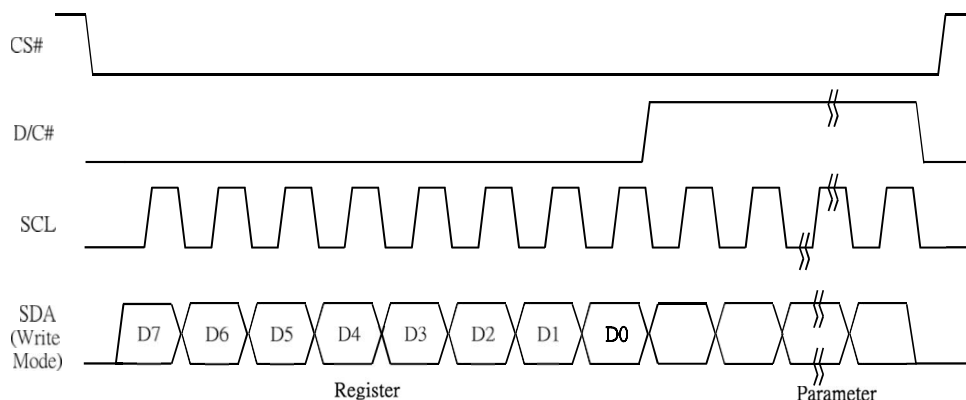 CS#
D/C#
SCL
SDA
(Write
Mode)
D7 D6 D5 D4 D3 D2 D1 D0
Register
Parameter